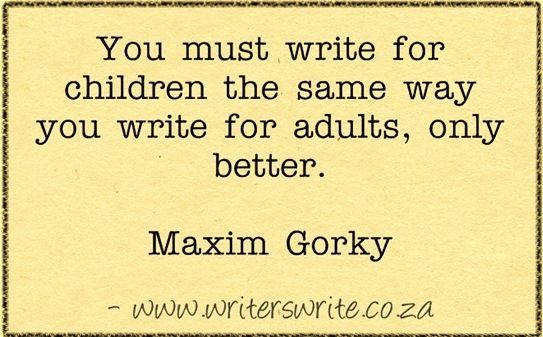 You must write for
children the same way
you write for adults, only
better.
Maxim Gorky
- www.writerswrite.co.za